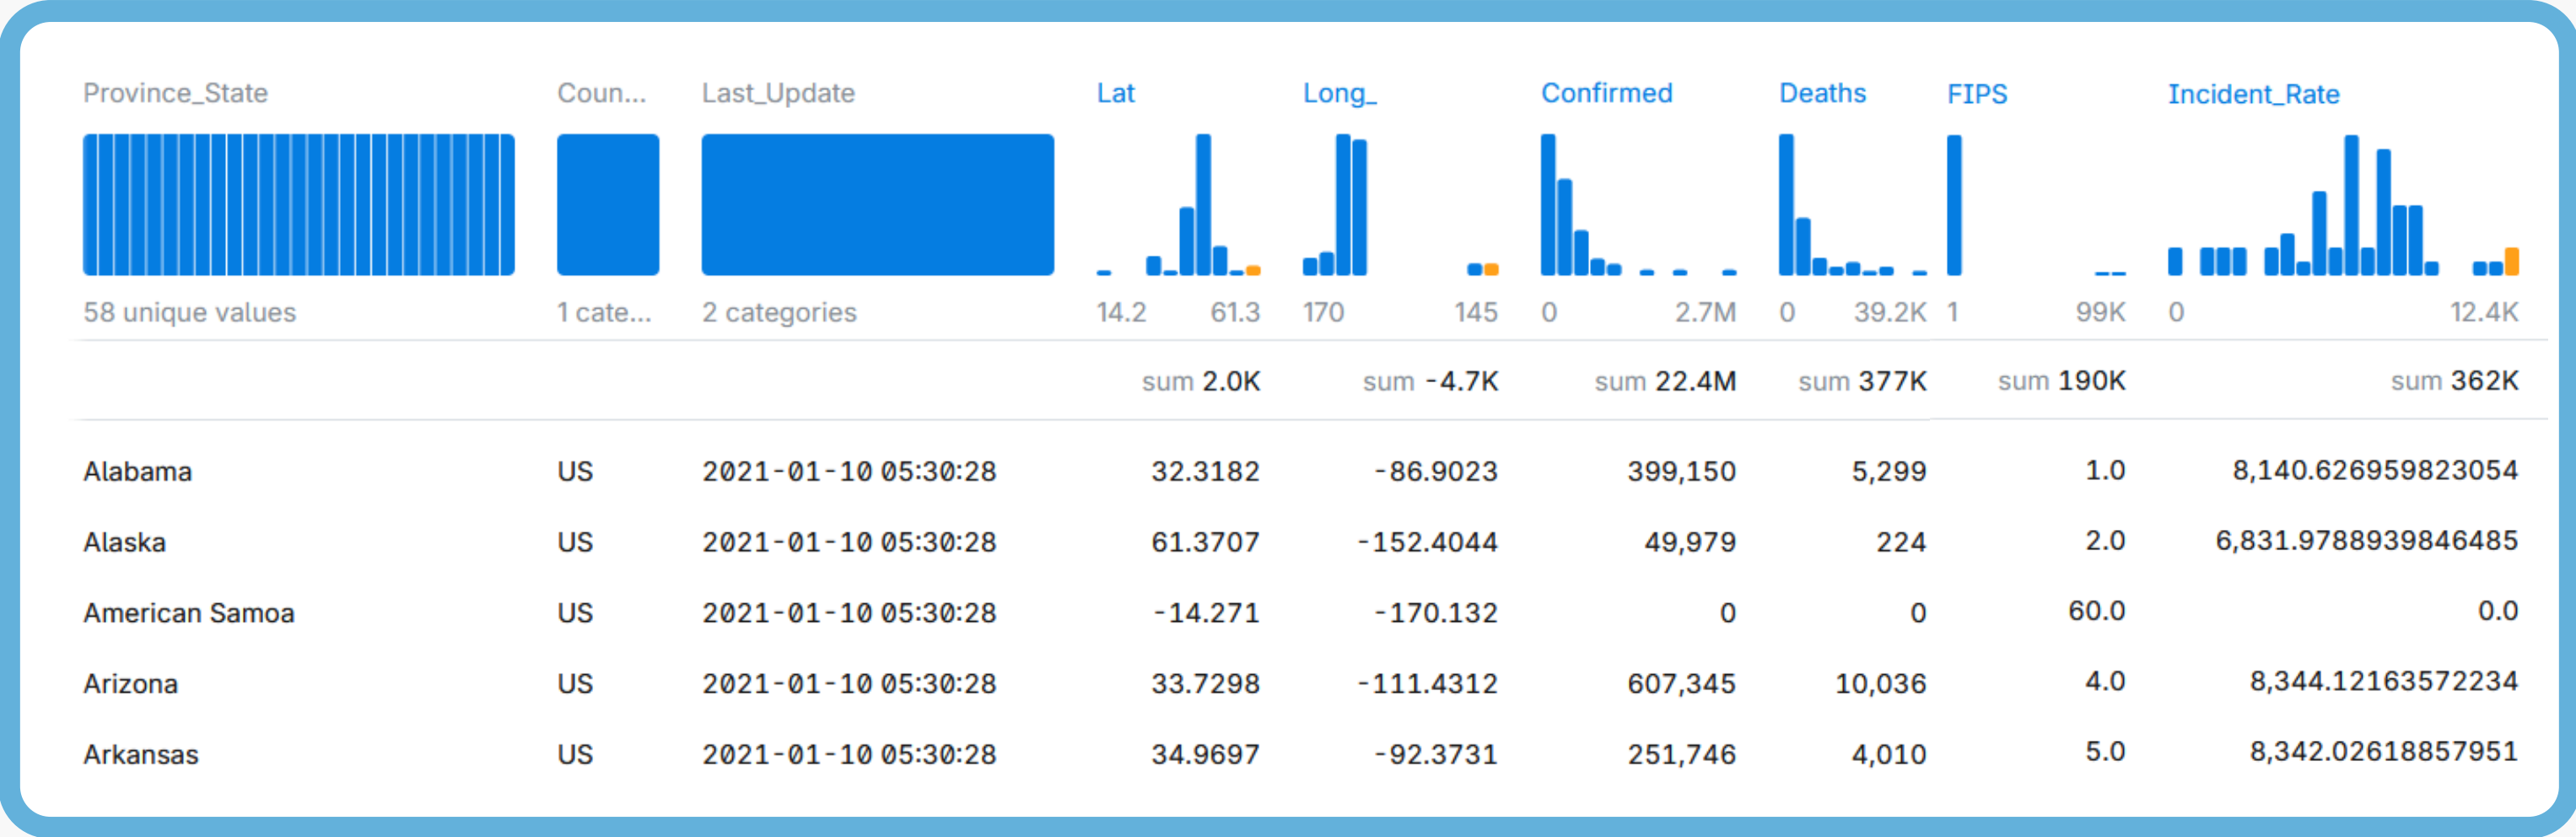 Province_State Coun... Last_Update Lat Long_ Confirmed Deaths FIPS Incident_Rate
58 unique values 1 cate... 2 categories 14.2 61.3 170 145 0 2.7M 0 39.2K 1 99K 0 12.4K
sum 2.0K sum -4.7K sum 22.4M sum 377K sum 190K sum 362K
Alabama US 2021-01-10 05:30:28 32.3182 -86.9023 399,150 5,299 1.0 8,140.626959823054
Alaska US 2021-01-10 05:30:28 61.3707 -152.4044 49,979 224 2.0 6,831.9788939846485
American Samoa US 2021-01-10 05:30:28 -14.271 -170.132 0 0 60.0 0.0
Arizona US 2021-01-10 05:30:28 33.7298 -111.4312 607,345 10,036 4.0 8,344.12163572234
Arkansas US 2021-01-10 05:30:28 34.9697 -92.3731 251,746 4,010 5.0 8,342.02618857951